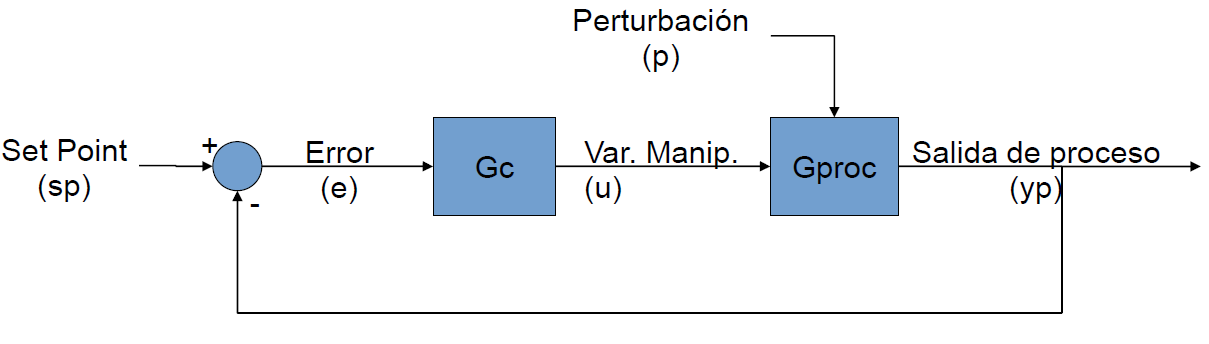 Perturbación
(p)
Set Point
(sp)
+
-
Error
(e)
Gc
Var. Manip.
(u)
Gproc
Salida de proceso
(yp)